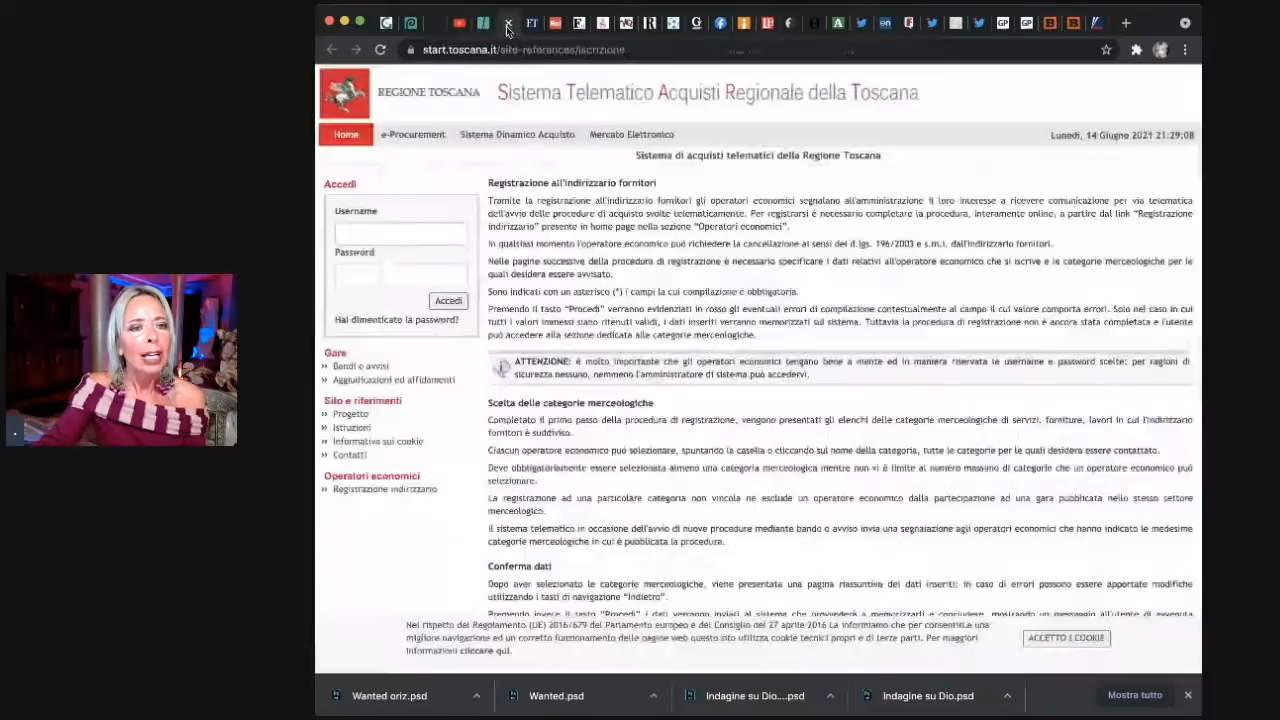 start.toscana.it/site-references/iscrizione
REGIONE TOSCANA
Sistema Telematico Acquisti Regionale della Toscana
Home e-Procurement Sistema Dinamico Acquisto Mercato Elettronico
Lunedì, 14 Giugno 2021 21:29:08
Sistema di acquisti telematici della Regione Toscana
Accedi
Username
Password
Accedi
Hai dimenticato la password?
Gare
» Bandi e avvisi
» Aggiudicazioni ed affidamenti
Sito e riferimenti
» Progetto
» Istruzioni
» Informativa sui cookie
» Contatti
Operatori economici
» Registrazione indirizzario
Registrazione all'indirizzario fornitori
Tramite la registrazione all'indirizzario fornitori gli operatori economici segnalano all'amministrazione il loro interesse a ricevere comunicazione per via telematica
dell'avvio delle procedure di acquisto svolte telematicamente. Per registrarsi è necessario completare la procedura, interamente online, a partire dal link "Registrazione
indirizzario" presente in home page nella sezione "Operatori economici".
In qualsiasi momento l'operatore economico può richiedere la cancellazione ai sensi del d.lgs. 196/2003 e s.m.i. dall'indirizzario fornitori.
Nelle pagine successive della procedura di registrazione è necessario specificare i dati relativi all'operatore economico che si iscrive e le categorie merceologiche per le
quali desidera essere avvisato.
Sono indicati con un asterisco (*) i campi la cui compilazione è obbligatoria.
Premendo il tasto "Procedi" verranno evidenziati in rosso gli eventuali errori di compilazione contestualmente al campo il cui valore comporta errori. Solo nel caso in cui
tutti i valori immessi siano ritenuti validi, i dati inseriti verranno memorizzati sul sistema. Tuttavia la procedura di registrazione non è ancora stata completata e l'utente
può accedere alla sezione dedicata alle categorie merceologiche.
ATTENZIONE: è molto importante che gli operatori economici tengano bene a mente ed in maniera riservata le username e password scelte; per ragioni di
sicurezza nessuno, nemmeno l'amministratore di sistema può accedervi.
Scelta delle categorie merceologiche
Completato il primo passo della procedura di registrazione, vengono presentati gli elenchi delle categorie merceologiche di servizi, forniture, lavori in cui l'indirizzario
fornitori è suddiviso.
Ciascun operatore economico può selezionare, spuntando la casella o cliccando sul nome della categoria, tutte le categorie per le quali desidera essere contattato.
Deve obbligatoriamente essere selezionata almeno una categoria merceologica mentre non vi è limite al numero massimo di categorie che un operatore economico può
selezionare.
La registrazione ad una particolare categoria non vincola ne esclude un operatore economico dalla partecipazione ad una gara pubblicata nello stesso settore
merceologico.
Il sistema telematico in occasione dell'avvio di nuove procedure mediante bando o avviso invia una segnalazione agli operatori economici che hanno indicato le medesime
categorie merceologiche in cui è pubblicata la procedura.
Conferma dati
Dopo aver selezionato le categorie merceologiche, viene presentata una pagina riassuntiva dei dati inseriti: in caso di errori possono essere apportate modifiche
utilizzando i tasti di navigazione "Indietro".
Premendo invece il tasto "Procedi" i dati verranno inviati al sistema che provvederà a memorizzarli e concludere, mostrando un messaggio all'utente di avvenuta
Nel rispetto del Regolamento (UE) 2016/679 del Parlamento europeo e del Consiglio del 27 aprile 2016 La informiamo che per consentire una
migliore navigazione ed un corretto funzionamento delle pagine web questo sito utilizza cookie tecnici propri e di terze parti. Per maggiori
informazioni cliccare qui.
ACCETTO I COOKIE
Wanted oriz.psd
Wanted.psd
Indagine su Dio....psd
Indagine su Dio.psd
Mostra tutto